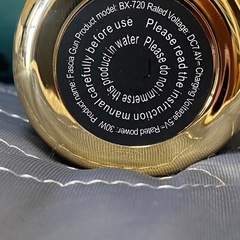 Product name: Fascia Gun Product model: BX-720 Rated Voltage: DC7.4V⎓ Charging Voltage: 5V⎓ Rated power: 30W
Please read the instruction manual carefully before use
Please do not immerse this product in water